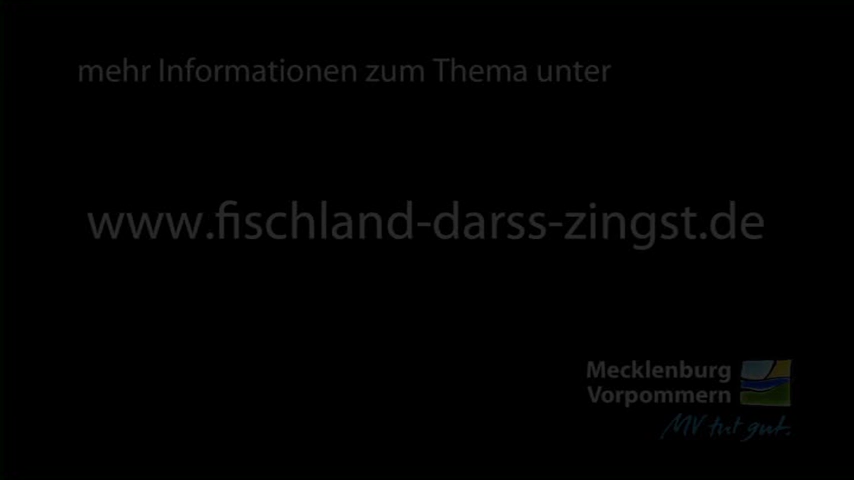 mehr Informationen zum Thema unter
www.fischland-darss-zingst.de
Mecklenburg
Vorpommern
MV tut gut.